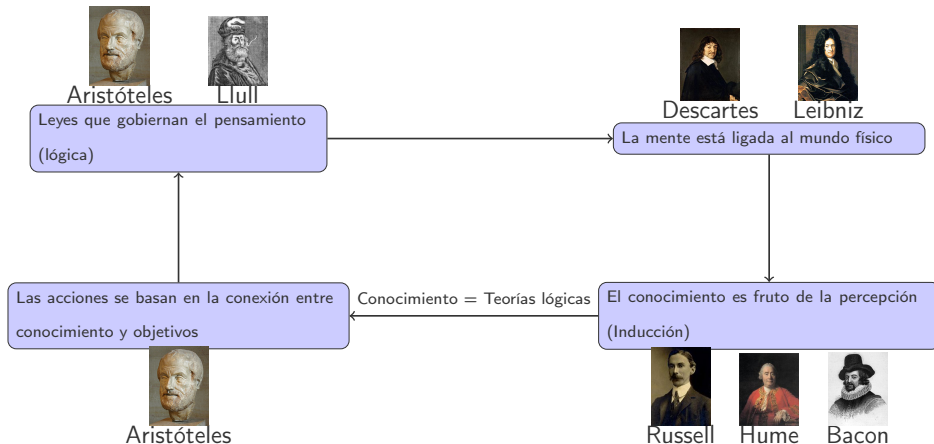 Aristóteles
Llull
Leyes que gobiernan el pensamiento
(lógica)
Descartes
Leibniz
La mente está ligada al mundo físico
Las acciones se basan en la conexión entre
conocimiento y objetivos
Conocimiento = Teorías lógicas
El conocimiento es fruto de la percepción
(Inducción)
Aristóteles
Russell
Hume
Bacon